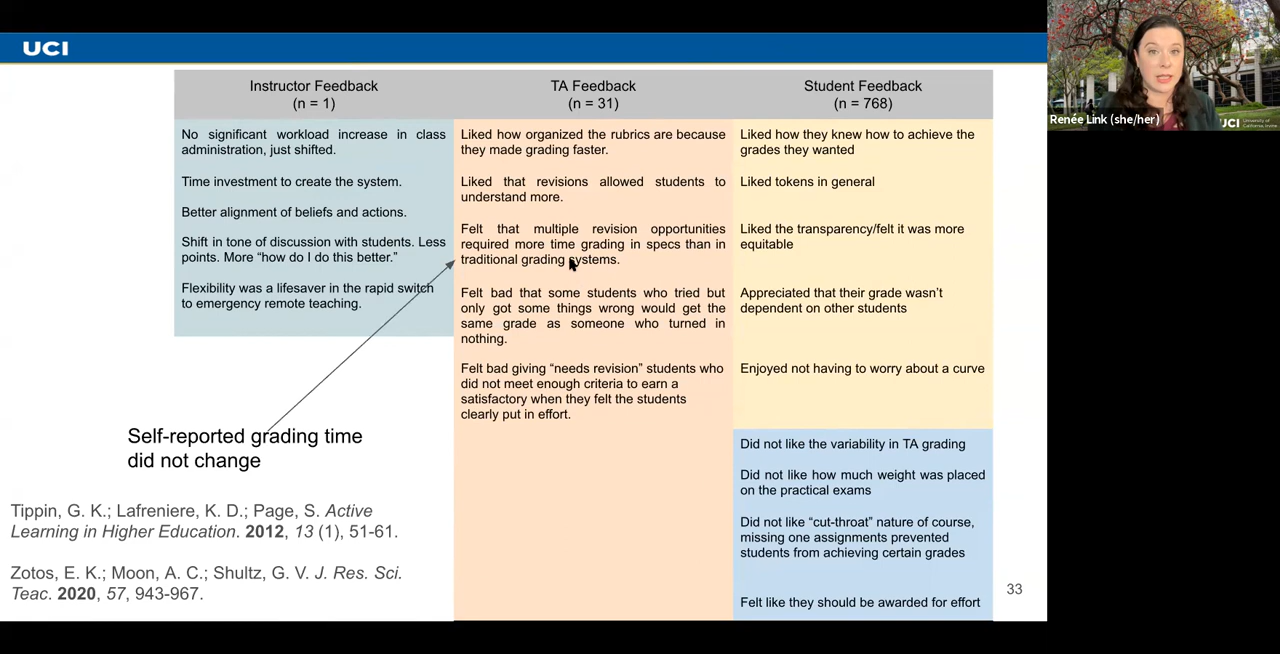 UCI
Instructor Feedback
(n = 1)
No significant workload increase in class
administration, just shifted.
Time investment to create the system.
Better alignment of beliefs and actions.
Shift in tone of discussion with students. Less
points. More “how do I do this better.”
Flexibility was a lifesaver in the rapid switch
to emergency remote teaching.
TA Feedback
(n = 31)
Liked how organized the rubrics are because
they made grading faster.
Liked that revisions allowed students to
understand more.
Felt that multiple revision opportunities
required more time grading in specs than in
traditional grading systems.
Felt bad that some students who tried but
only got some things wrong would get the
same grade as someone who turned in
nothing.
Felt bad giving “needs revision” students who
did not meet enough criteria to earn a
satisfactory when they felt the students
clearly put in effort.
Student Feedback
(n = 768)
Liked how they knew how to achieve the
grades they wanted
Liked tokens in general
Liked the transparency/felt it was more
equitable
Appreciated that their grade wasn’t
dependent on other students
Enjoyed not having to worry about a curve
Did not like the variability in TA grading
Did not like how much weight was placed
on the practical exams
Did not like “cut-throat” nature of course,
missing one assignments prevented
students from achieving certain grades
Felt like they should be awarded for effort
Self-reported grading time
did not change
Tippin, G. K.; Lafreniere, K. D.; Page, S. Active
Learning in Higher Education. 2012, 13 (1), 51-61.
Zotos, E. K.; Moon, A. C.; Shultz, G. V. J. Res. Sci.
Teac. 2020, 57, 943-967.
33
Renée Link (she/her)
UCI
University of
California, Irvine